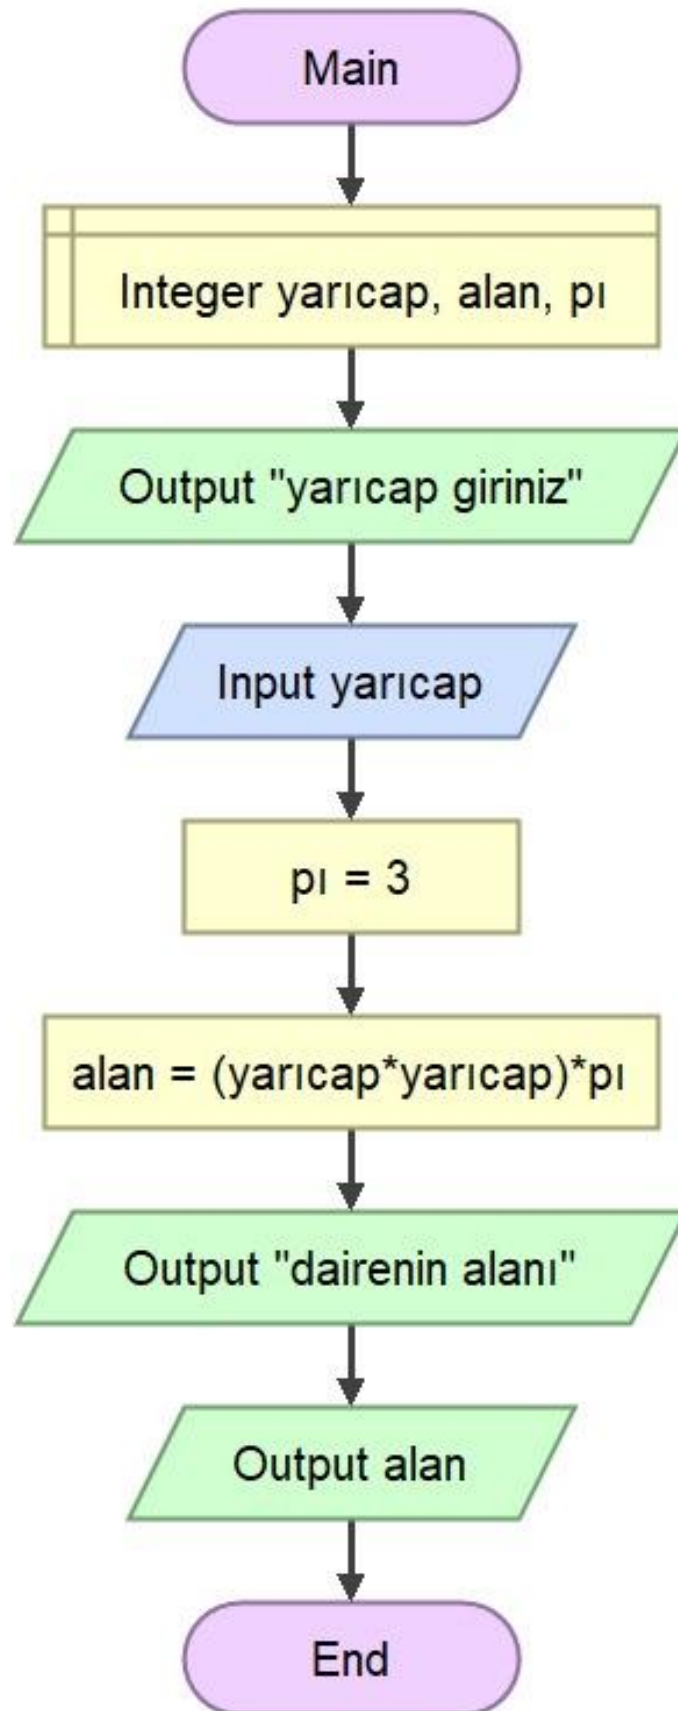 Main
Integer yarıcap, alan, pı
Output "yarıcap giriniz"
Input yarıcap
pı = 3
alan = (yarıcap*yarıcap)*pı
Output "dairenin alanı"
Output alan
End